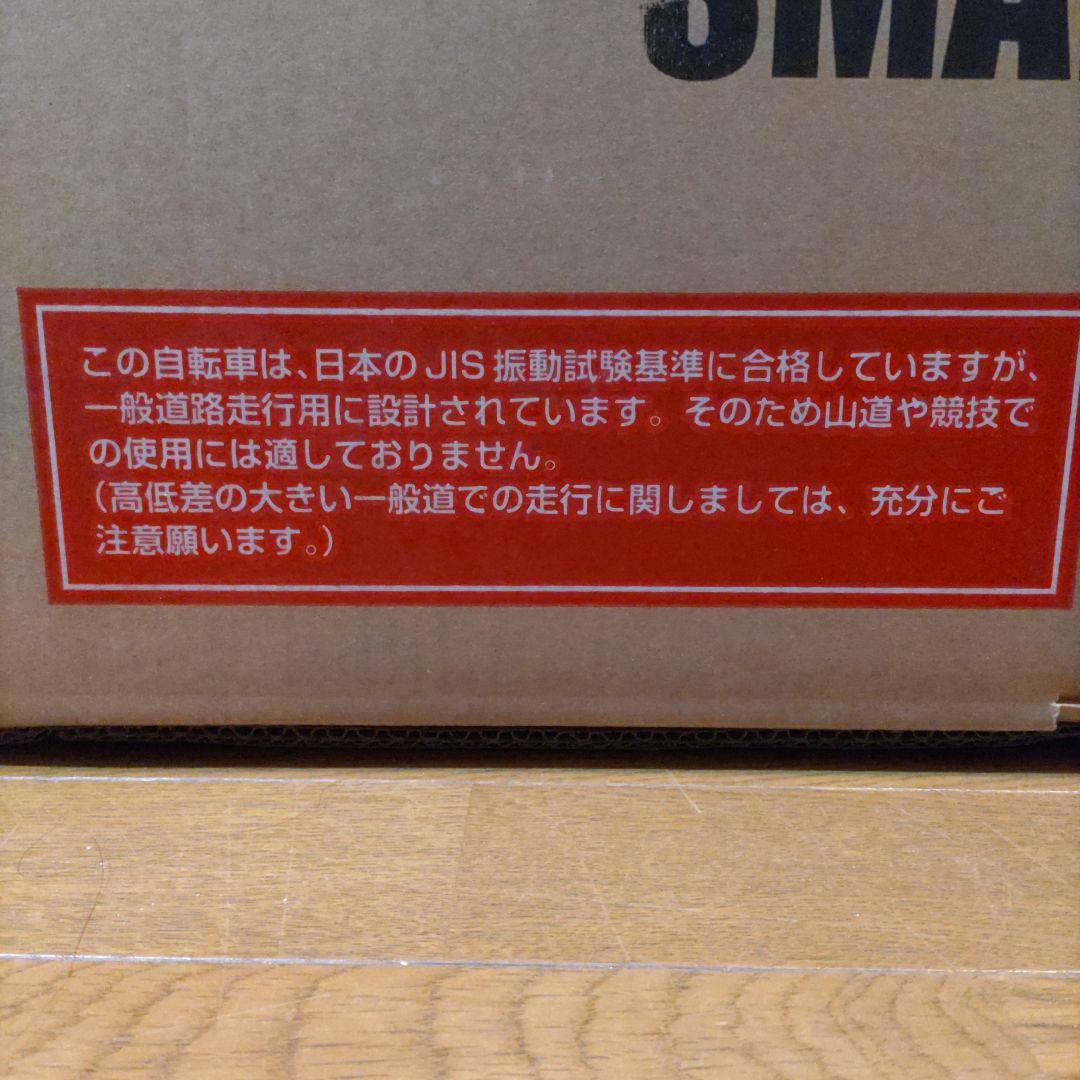 SMA
この自転車は、日本のJIS振動試験基準に合格していますが、
一般道路走行用に設計されています。そのため山道や競技で
の使用には適しておりません。
（高低差の大きい一般道での走行に関しましては、充分にご
注意願います。）